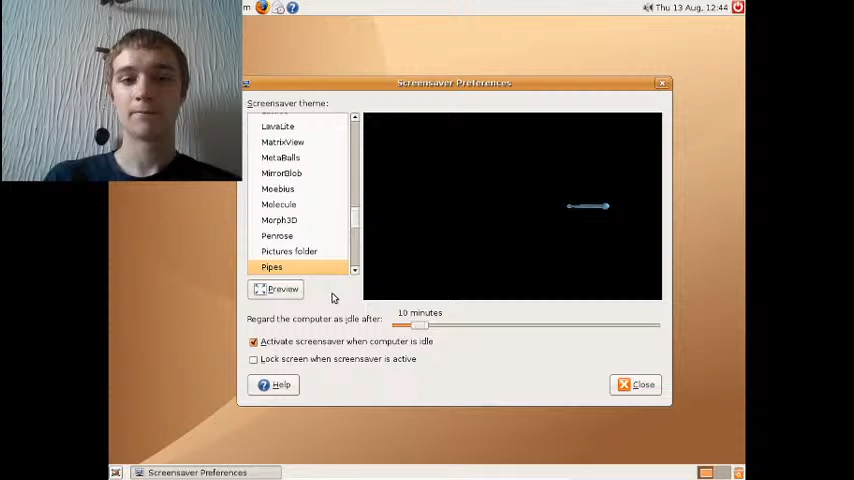 m
Thu 13 Aug, 12:44
Screensaver Preferences
Screensaver theme:
LavaLite
MatrixView
MetaBalls
MirrorBlob
Moebius
Molecule
Morph3D
Penrose
Pictures folder
Pipes
Preview
10 minutes
Regard the computer as idle after:
Activate screensaver when computer is idle
Lock screen when screensaver is active
Help
Close
Screensaver Preferences